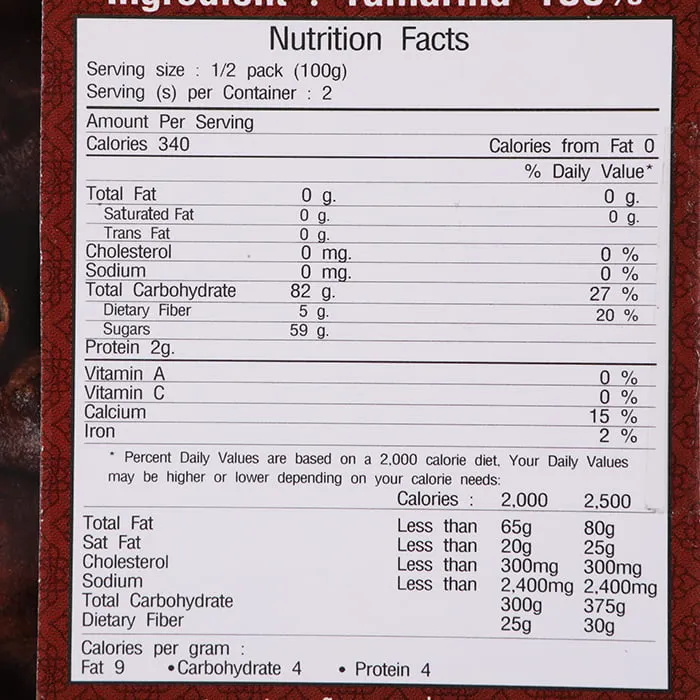 Ingredient : Tamarind 100%
Nutrition Facts
Serving size : 1/2 pack (100g)
Serving (s) per Container : 2
Amount Per Serving
Calories 340 Calories from Fat 0
% Daily Value*
Total Fat 0 g. 0 g.
Saturated Fat 0 g. 0 g.
Trans Fat 0 g.
Cholesterol 0 mg. 0 %
Sodium 0 mg. 0 %
Total Carbohydrate 82 g. 27 %
Dietary Fiber 5 g. 20 %
Sugars 59 g.
Protein 2g.
Vitamin A 0 %
Vitamin C 0 %
Calcium 15 %
Iron 2 %
* Percent Daily Values are based on a 2,000 calorie diet. Your Daily Values
may be higher or lower depending on your calorie needs:
Calories : 2,000 2,500
Total Fat Less than 65g 80g
Sat Fat Less than 20g 25g
Cholesterol Less than 300mg 300mg
Sodium Less than 2,400mg 2,400mg
Total Carbohydrate 300g 375g
Dietary Fiber 25g 30g
Calories per gram :
Fat 9 • Carbohydrate 4 • Protein 4